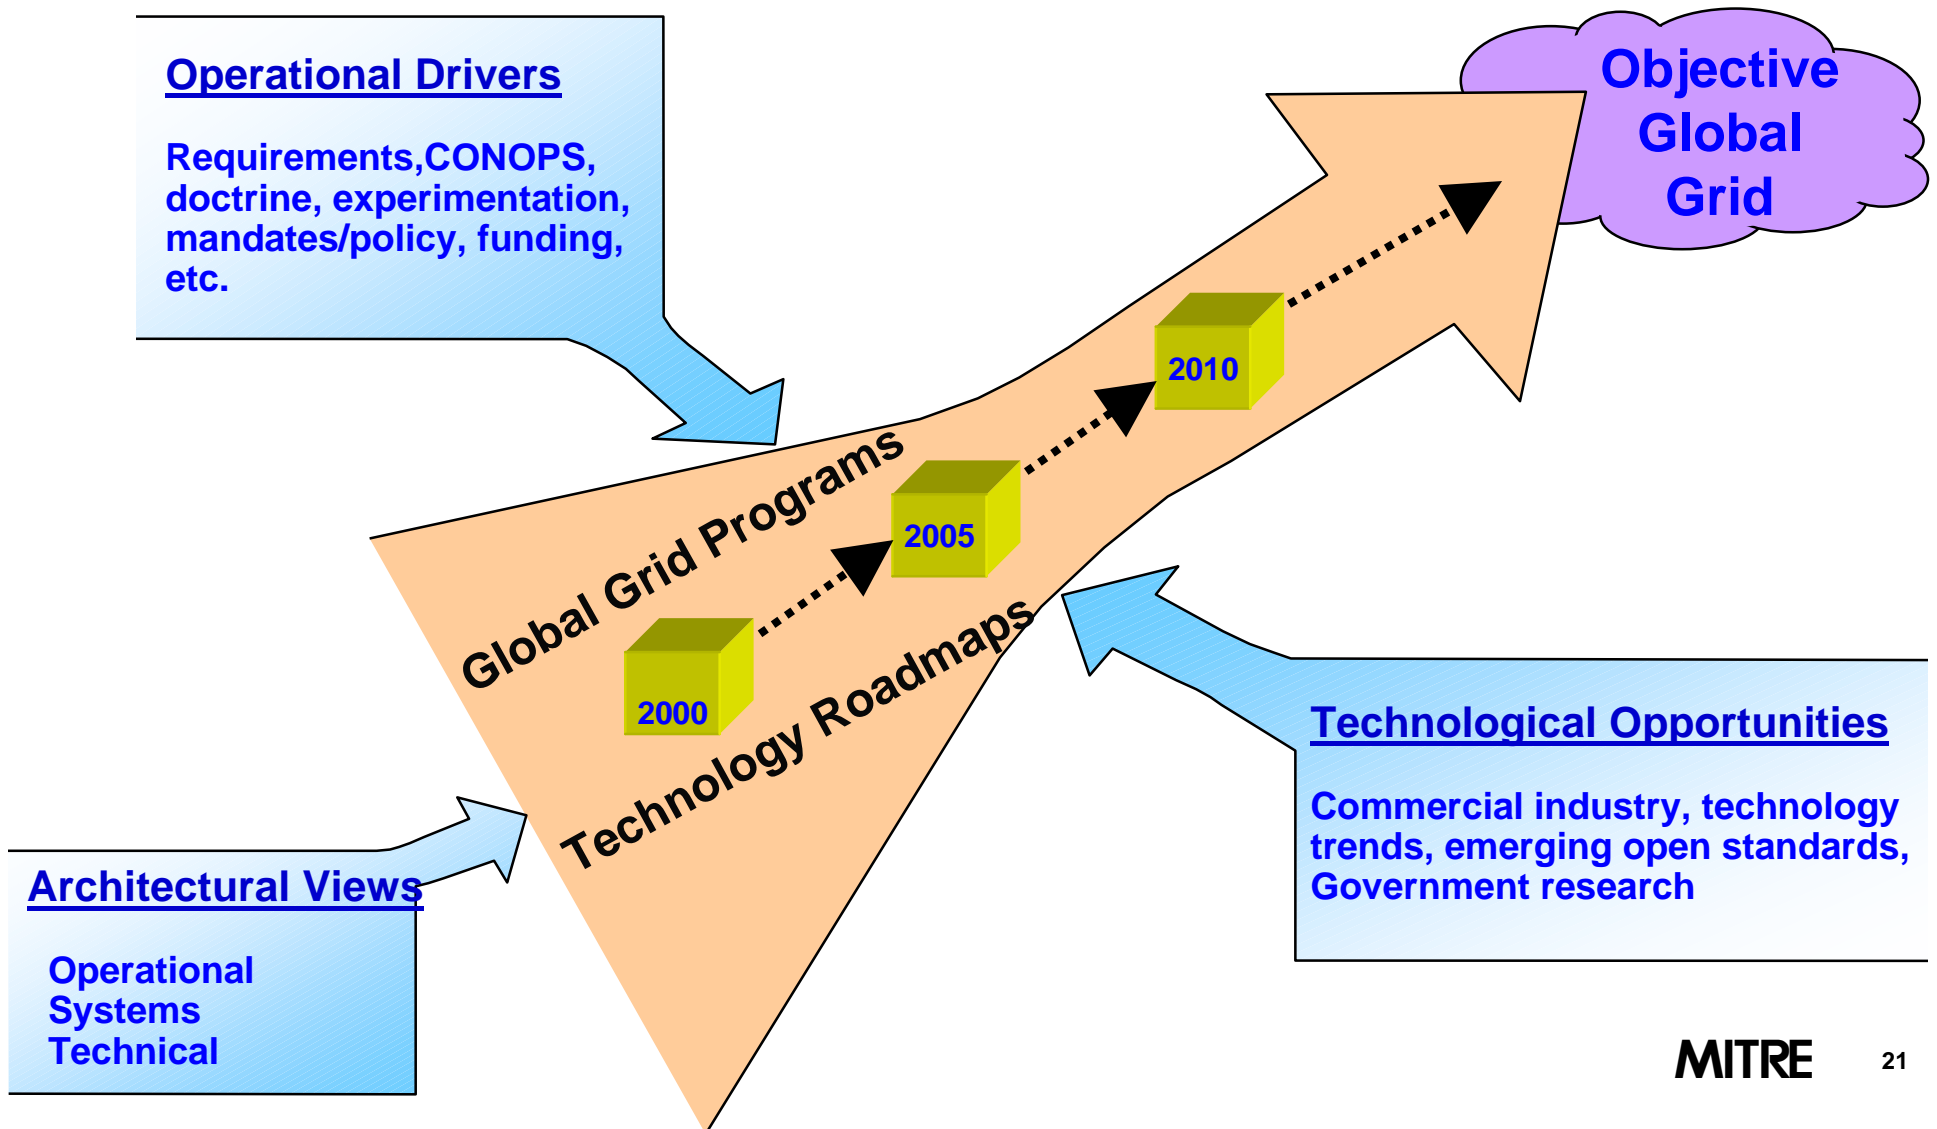 Operational Drivers
Requirements,CONOPS,
doctrine, experimentation,
mandates/policy, funding,
etc.
Objective
Global
Grid
2010
2005
2000
Global Grid Programs
Technology Roadmaps
Technological Opportunities
Commercial industry, technology
trends, emerging open standards,
Government research
Architectural Views
Operational
Systems
Technical
MITRE
21